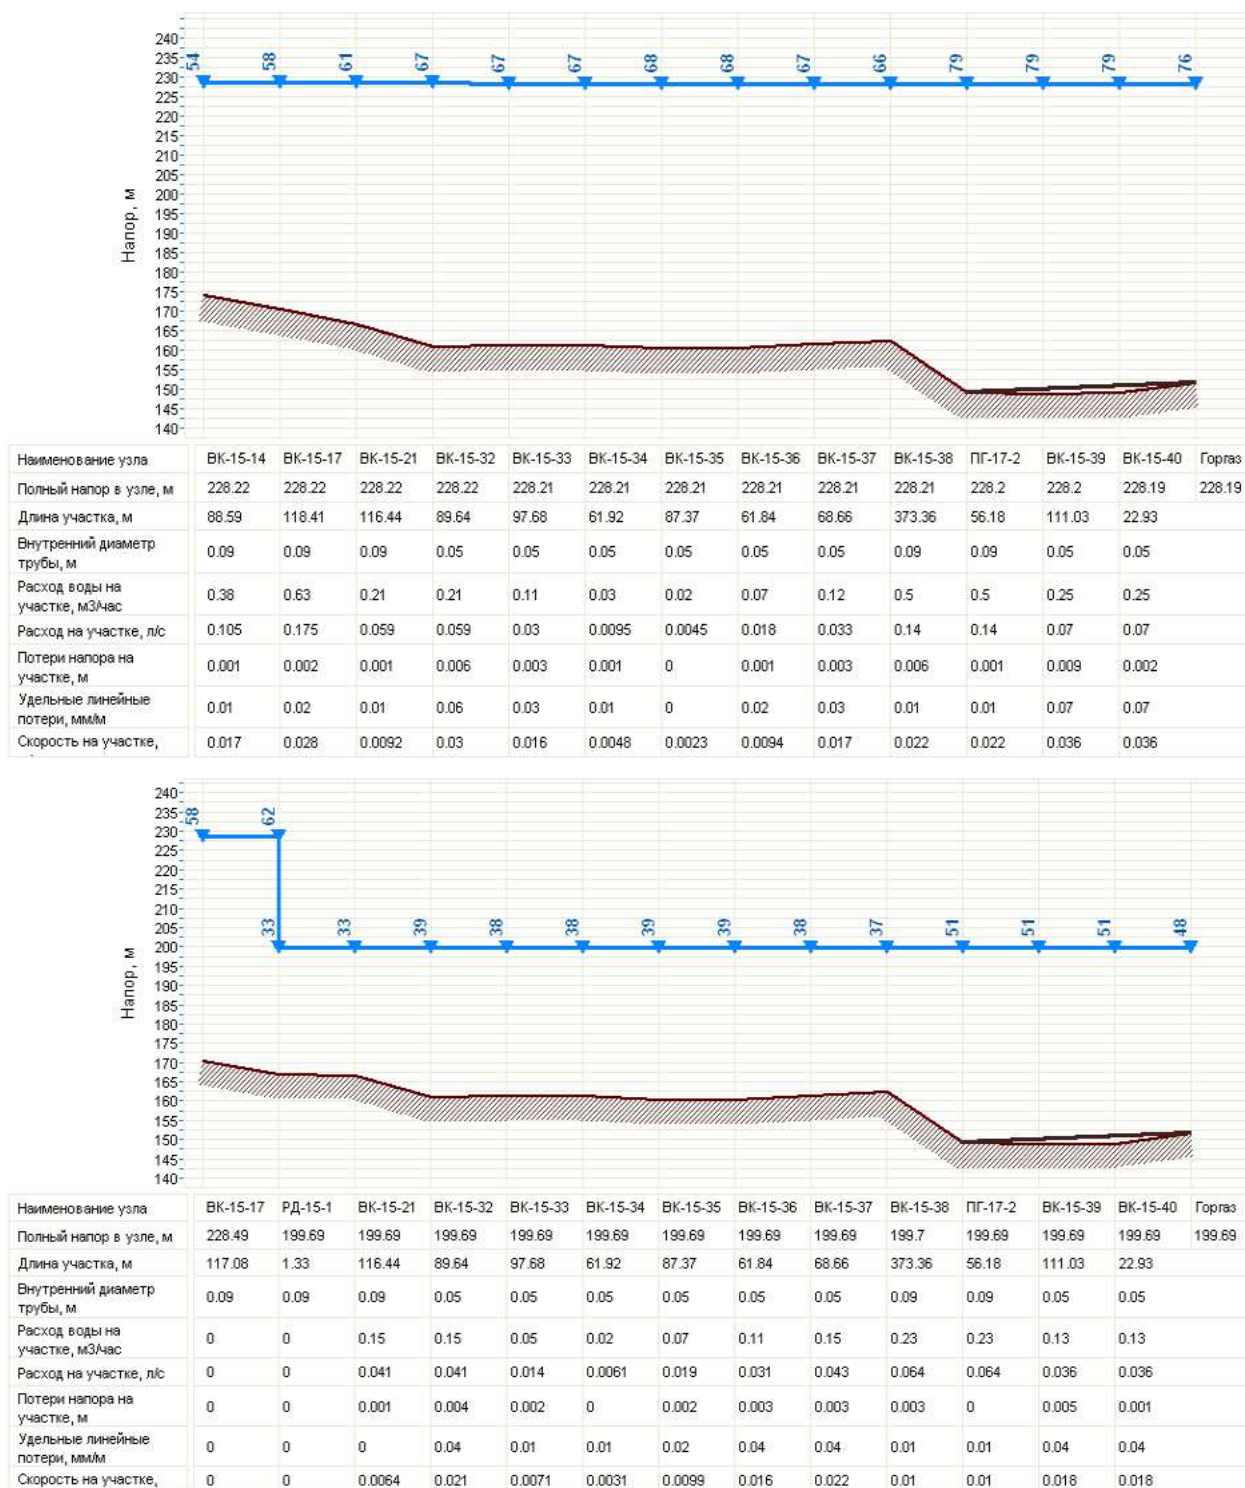 54 58 61 67 67 67 68 68 67 66 79 79 79 76
Напор, м
240
235
230
225
220
215
210
205
200
195
190
185
180
175
170
165
160
155
150
145
140
Наименование узла ВК-15-14 ВК-15-17 ВК-15-21 ВК-15-32 ВК-15-33 ВК-15-34 ВК-15-35 ВК-15-36 ВК-15-37 ВК-15-38 ПГ-17-2 ВК-15-39 ВК-15-40 Горгаз
Полный напор в узле, м 228.22 228.22 228.22 228.22 228.21 228.21 228.21 228.21 228.21 228.21 228.2 228.2 228.19 228.19
Длина участка, м 88.59 118.41 116.44 89.64 97.68 61.92 87.37 61.84 68.66 373.36 56.18 111.03 22.93
Внутренний диаметр
трубы, м 0.09 0.09 0.09 0.05 0.05 0.05 0.05 0.05 0.05 0.09 0.09 0.05 0.05
Расход воды на
участке, м3/час 0.38 0.63 0.21 0.21 0.11 0.03 0.02 0.07 0.12 0.5 0.5 0.25 0.25
Расход на участке, л/с 0.105 0.175 0.059 0.059 0.03 0.0095 0.0045 0.018 0.033 0.14 0.14 0.07 0.07
Потери напора на
участке, м 0.001 0.002 0.001 0.006 0.003 0.001 0 0.001 0.003 0.006 0.001 0.009 0.002
Удельные линейные
потери, мм/м 0.01 0.02 0.01 0.06 0.03 0.01 0 0.02 0.03 0.01 0.01 0.07 0.07
Скорость на участке, 0.017 0.028 0.0092 0.03 0.016 0.0048 0.0023 0.0094 0.017 0.022 0.022 0.036 0.036
58 62
33 33 39 38 38 39 39 38 37 51 51 51 48
Напор, м
240
235
230
225
220
215
210
205
200
195
190
185
180
175
170
165
160
155
150
145
140
Наименование узла ВК-15-17 РД-15-1 ВК-15-21 ВК-15-32 ВК-15-33 ВК-15-34 ВК-15-35 ВК-15-36 ВК-15-37 ВК-15-38 ПГ-17-2 ВК-15-39 ВК-15-40 Горгаз
Полный напор в узле, м 228.49 199.69 199.69 199.69 199.69 199.69 199.69 199.69 199.69 199.7 199.69 199.69 199.69 199.69
Длина участка, м 117.08 1.33 116.44 89.64 97.68 61.92 87.37 61.84 68.66 373.36 56.18 111.03 22.93
Внутренний диаметр
трубы, м 0.09 0.09 0.09 0.05 0.05 0.05 0.05 0.05 0.05 0.09 0.09 0.05 0.05
Расход воды на
участке, м3/час 0 0 0.15 0.15 0.05 0.02 0.07 0.11 0.15 0.23 0.23 0.13 0.13
Расход на участке, л/с 0 0 0.041 0.041 0.014 0.0061 0.019 0.031 0.043 0.064 0.064 0.036 0.036
Потери напора на
участке, м 0 0 0.001 0.004 0.002 0 0.002 0.003 0.003 0.003 0 0.005 0.001
Удельные линейные
потери, мм/м 0 0 0 0.04 0.01 0.01 0.02 0.04 0.04 0.01 0.01 0.04 0.04
Скорость на участке, 0 0 0.0064 0.021 0.0071 0.0031 0.0099 0.016 0.022 0.01 0.01 0.018 0.018